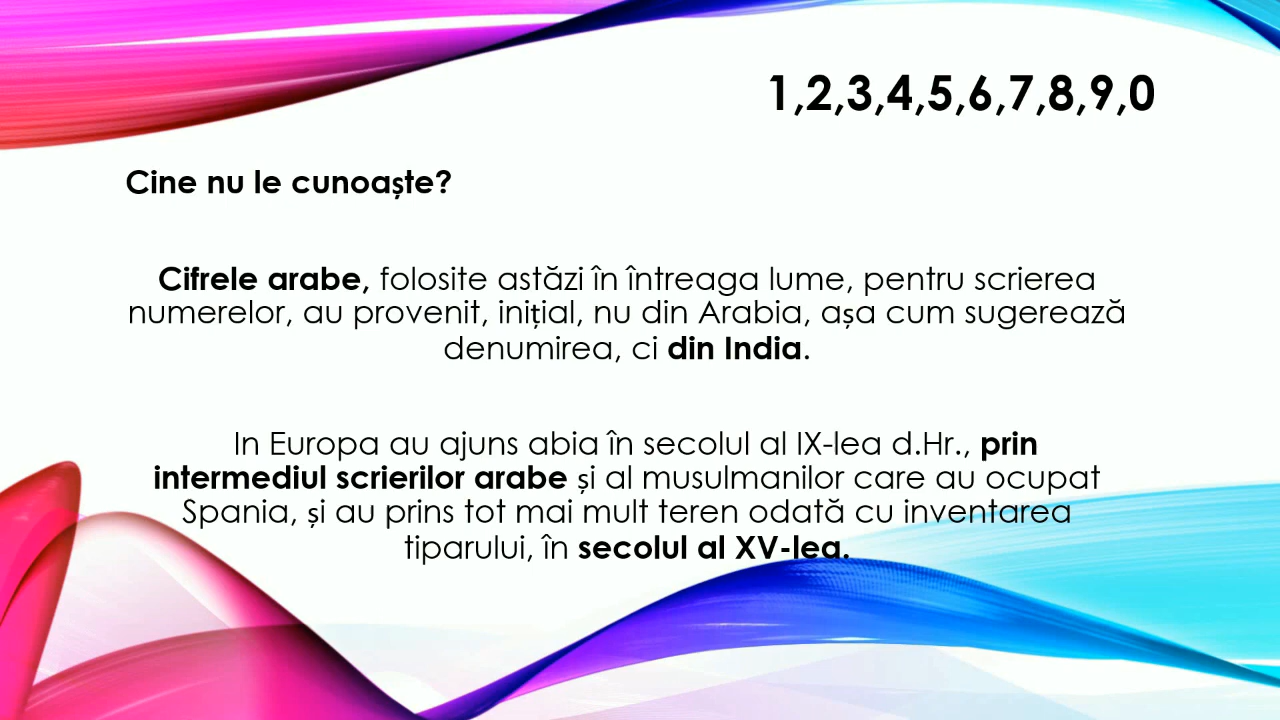 1,2,3,4,5,6,7,8,9,0
Cine nu le cunoaște?
Cifrele arabe, folosite astăzi în întreaga lume, pentru scrierea
numerelor, au provenit, inițial, nu din Arabia, așa cum sugerează
denumirea, ci din India.
In Europa au ajuns abia în secolul al IX-lea d.Hr., prin
intermediul scrierilor arabe și al musulmanilor care au ocupat
Spania, și au prins tot mai mult teren odată cu inventarea
tiparului, în secolul al XV-lea.